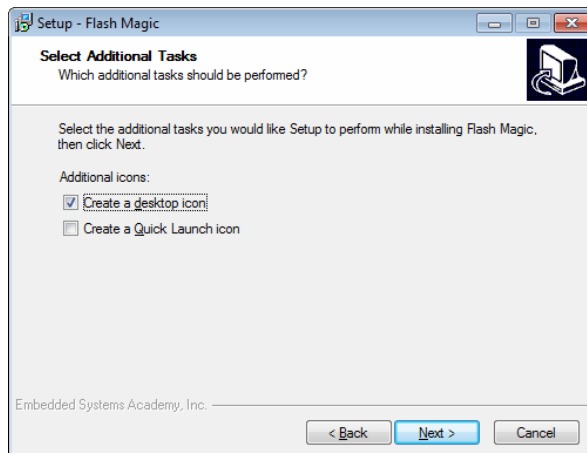 Setup - Flash Magic
Select Additional Tasks
Which additional tasks should be performed?
Select the additional tasks you would like Setup to perform while installing Flash Magic,
then click Next.
Additional icons:
Create a desktop icon
Create a Quick Launch icon
Embedded Systems Academy, Inc.
< Back Next > Cancel